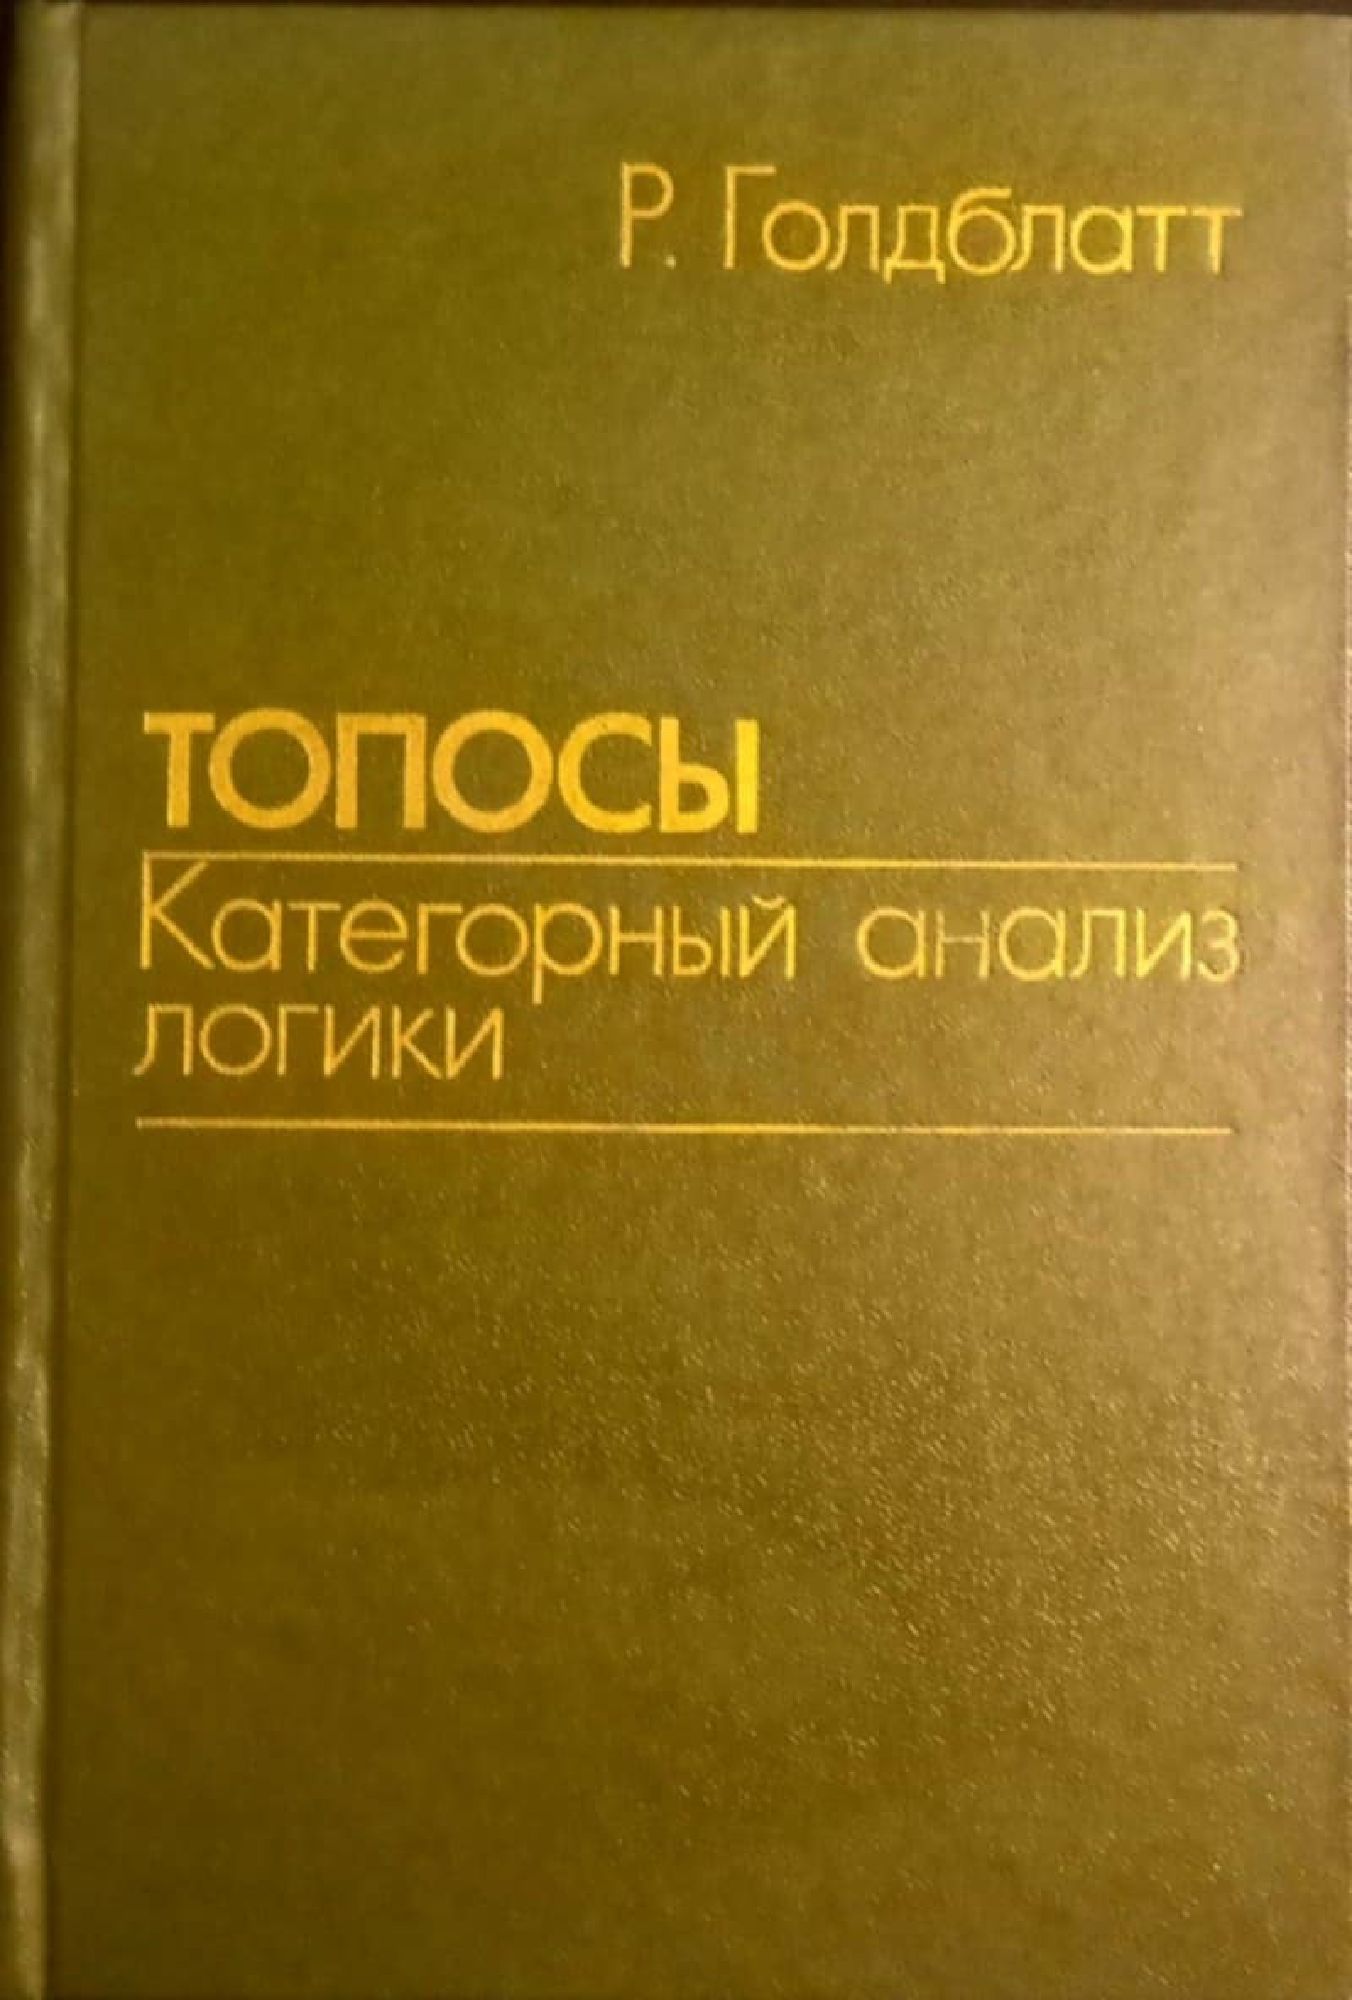 Р. Голдблатт
ТОПОСЫ
Категорный анализ
логики